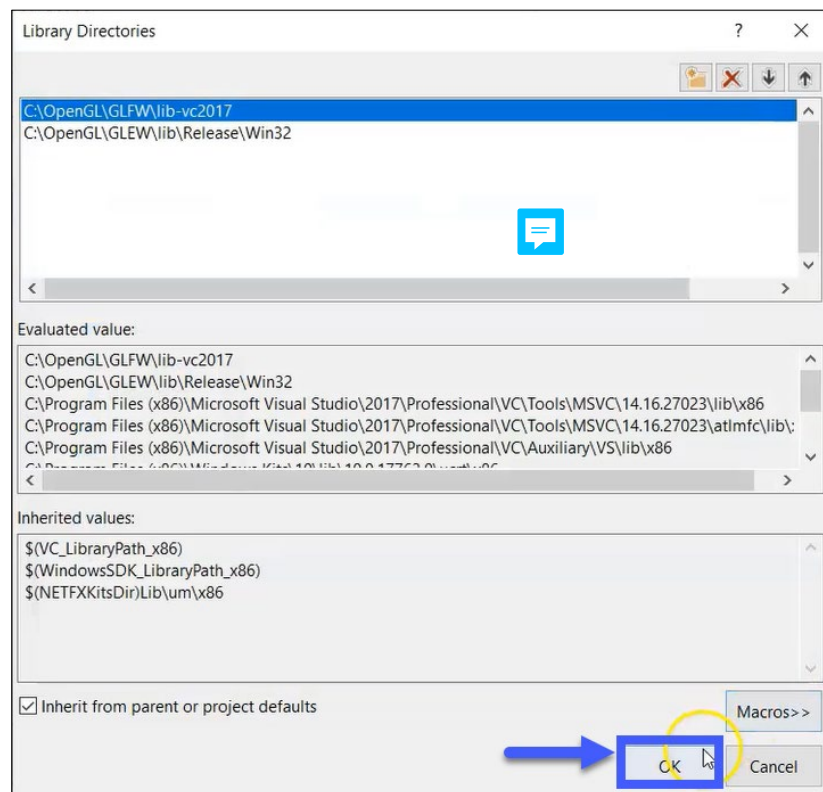 Library Directories
C:\OpenGL\GLFW\lib-vc2017
C:\OpenGL\GLEW\lib\Release\Win32
Evaluated value:
C:\OpenGL\GLFW\lib-vc2017
C:\OpenGL\GLEW\lib\Release\Win32
C:\Program Files (x86)\Microsoft Visual Studio\2017\Professional\VC\Tools\MSVC\14.16.27023\lib\x86
C:\Program Files (x86)\Microsoft Visual Studio\2017\Professional\VC\Tools\MSVC\14.16.27023\atlmfc\lib\
C:\Program Files (x86)\Microsoft Visual Studio\2017\Professional\VC\Auxiliary\VS\lib\x86
Inherited values:
$(VC_LibraryPath_x86)
$(WindowsSDK_LibraryPath_x86)
$(NETFXKitsDir)Lib\um\x86
Inherit from parent or project defaults
Macros>>
OK
Cancel